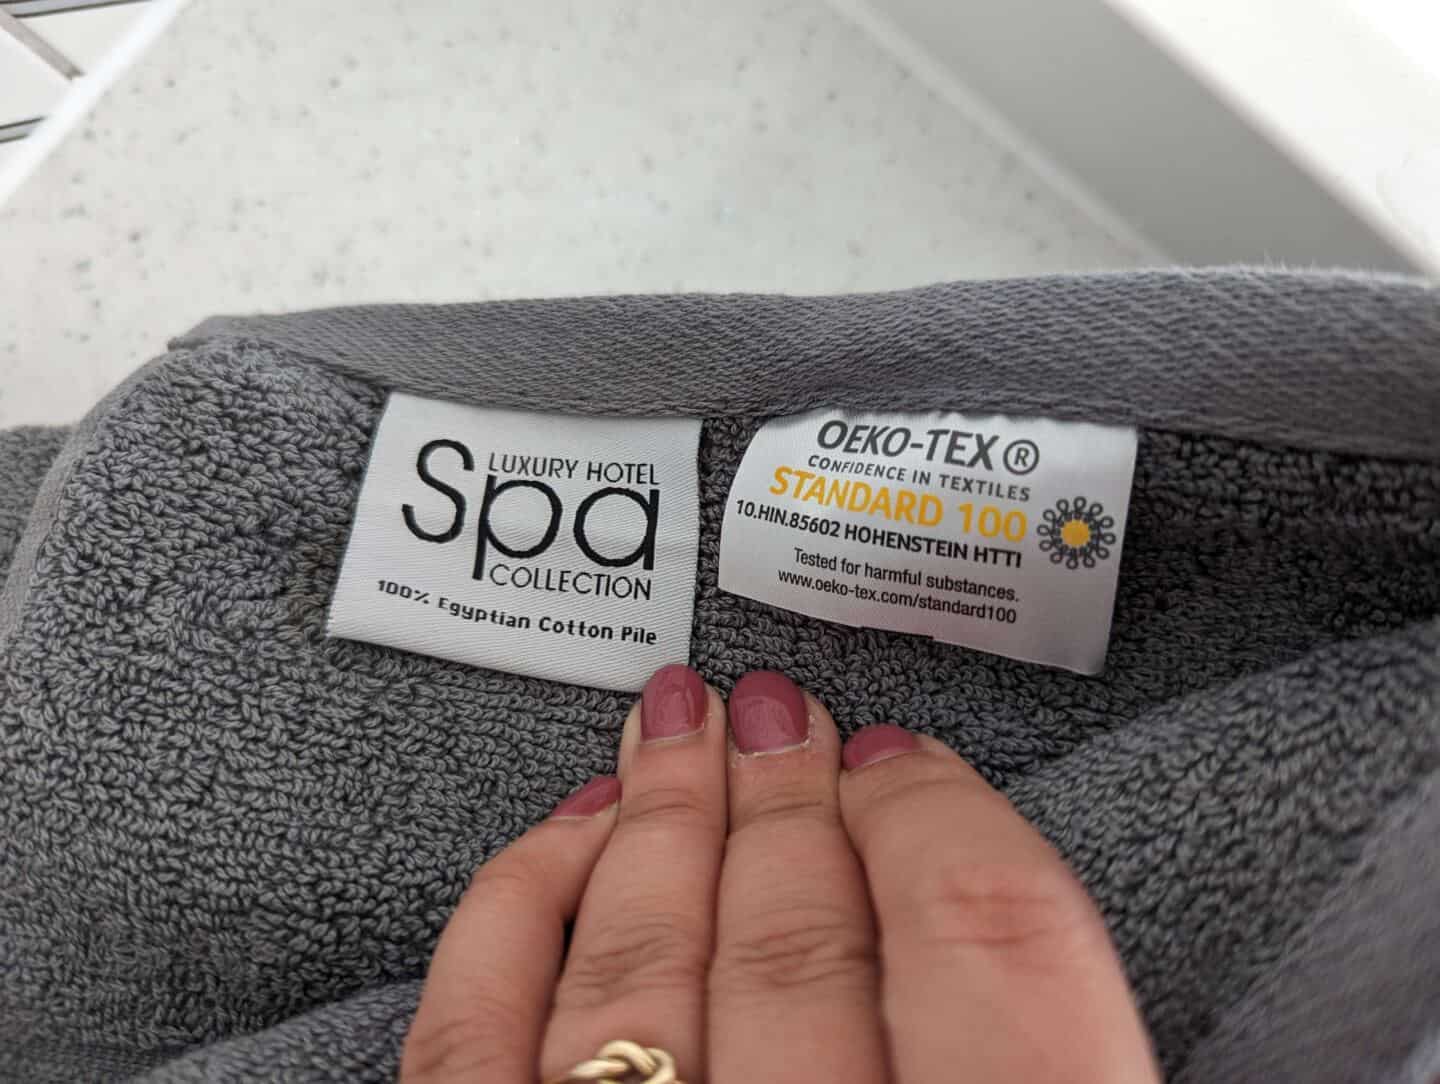 LUXURY HOTEL
Spa
COLLECTION
100% Egyptian Cotton Pile
OEKO-TEX®
CONFIDENCE IN TEXTILES
STANDARD 100
10.HIN.85602 HOHENSTEIN HTTI
Tested for harmful substances.
www.oeko-tex.com/standard100